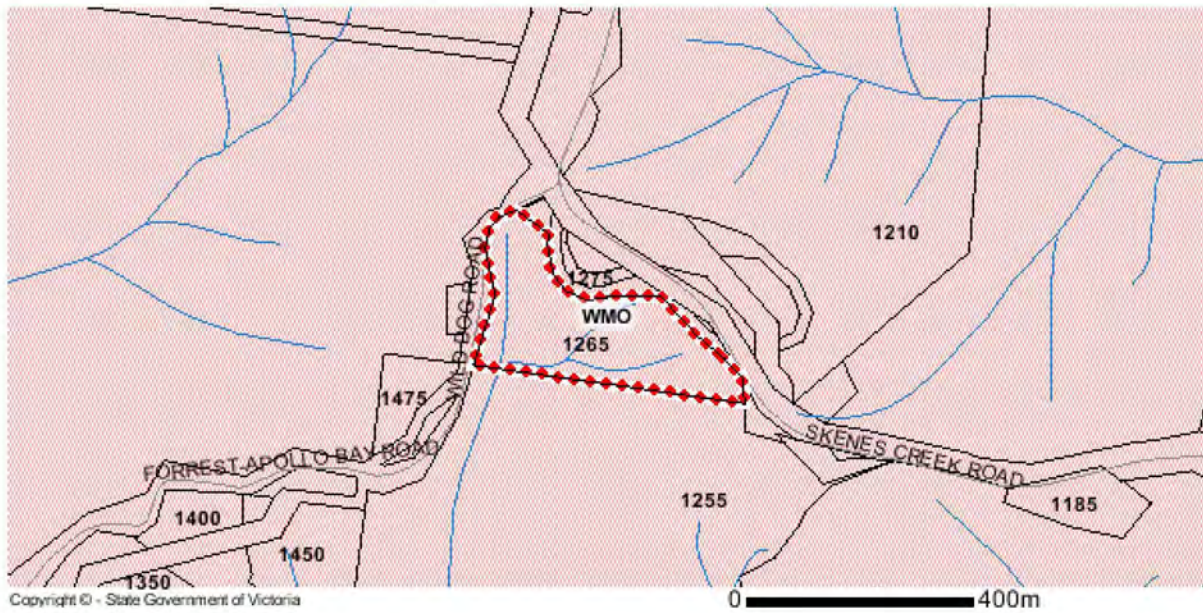 1210
WILD DOG ROAD
1275
WMO
1265
1475
SKENES CREEK ROAD
FORREST-APOLLO BAY ROAD
1255
1185
1400
1450
1350
Copyright © - State Government of Victoria
0 400m